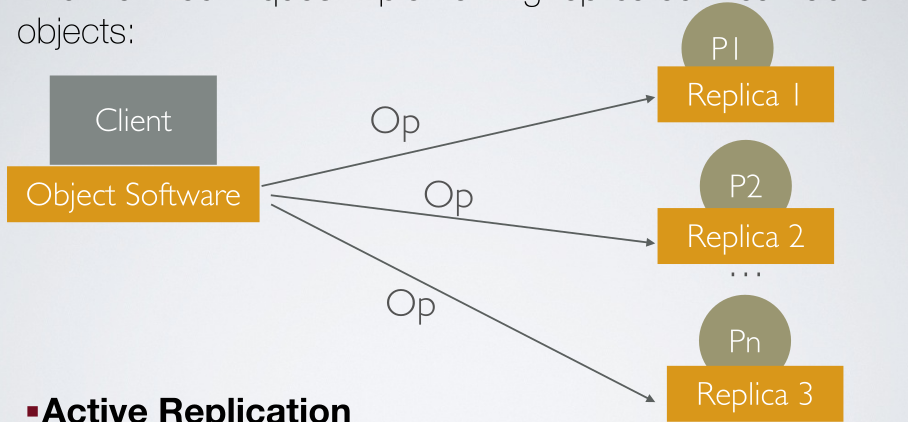 objects:
P1
Replica 1
Client
Op
Object Software
Op
P2
Replica 2
...
Op
Pn
Replica 3
▪Active Replication